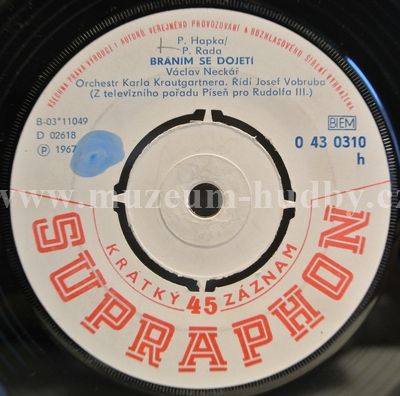 VŠECHNA PRÁVA VÝROBCE I AUTORŮ VEŘEJNÉHO PROVOZOVÁNÍ A ROZHLASOVÉHO ŠÍŘENÍ VYHRAZENA
P. Hapka/
P. Rada
BRÁNÍM SE DOJETÍ
Václav Neckář
Orchestr Karla Krautgartnera. Řídí Josef Vobruba
(Z televizního pořadu Píseň pro Rudolfa III.)
B-03*11049
D 02618
Ⓟ 1967
BIEM
0 43 0310
h
www.muzeum-hudby.cz
KRÁTKÝ 45 ZÁZNAM
SUPRAPHON